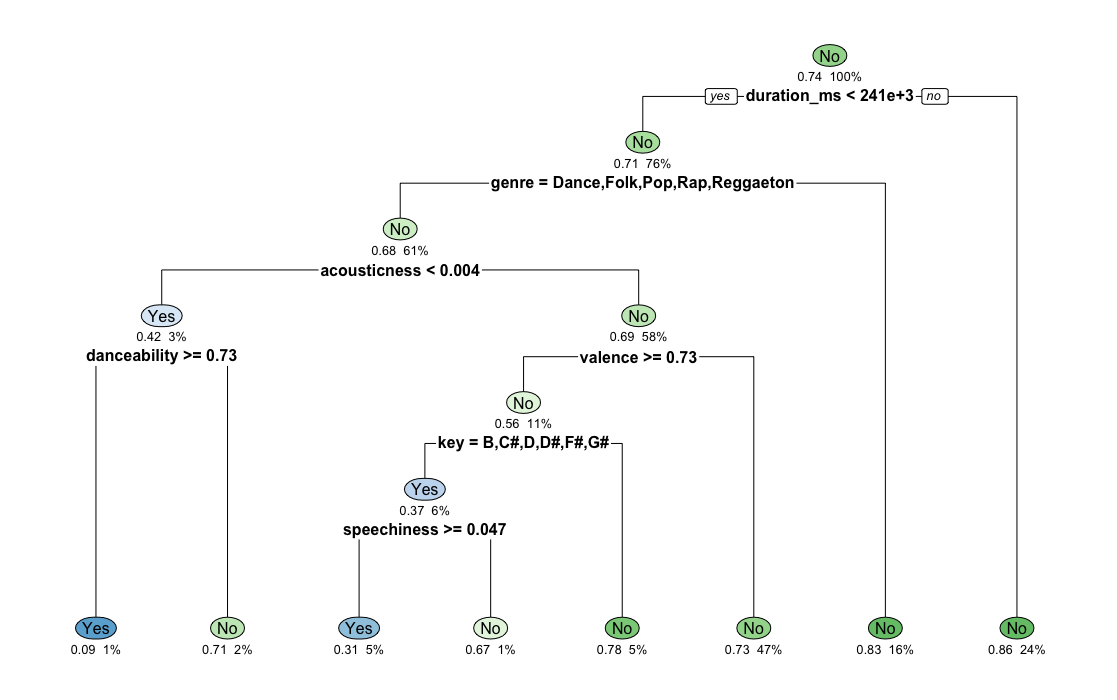 No
0.74 100%
yes duration_ms < 241e+3 no
No
0.71 76%
genre = Dance,Folk,Pop,Rap,Reggaeton
No
0.68 61%
acousticness < 0.004
Yes No
0.42 3% 0.69 58%
danceability >= 0.73 valence >= 0.73
No
0.56 11%
key = B,C#,D,D#,F#,G#
Yes
0.37 6%
speechiness >= 0.047
Yes No Yes No No No No No
0.09 1% 0.71 2% 0.31 5% 0.67 1% 0.78 5% 0.73 47% 0.83 16% 0.86 24%